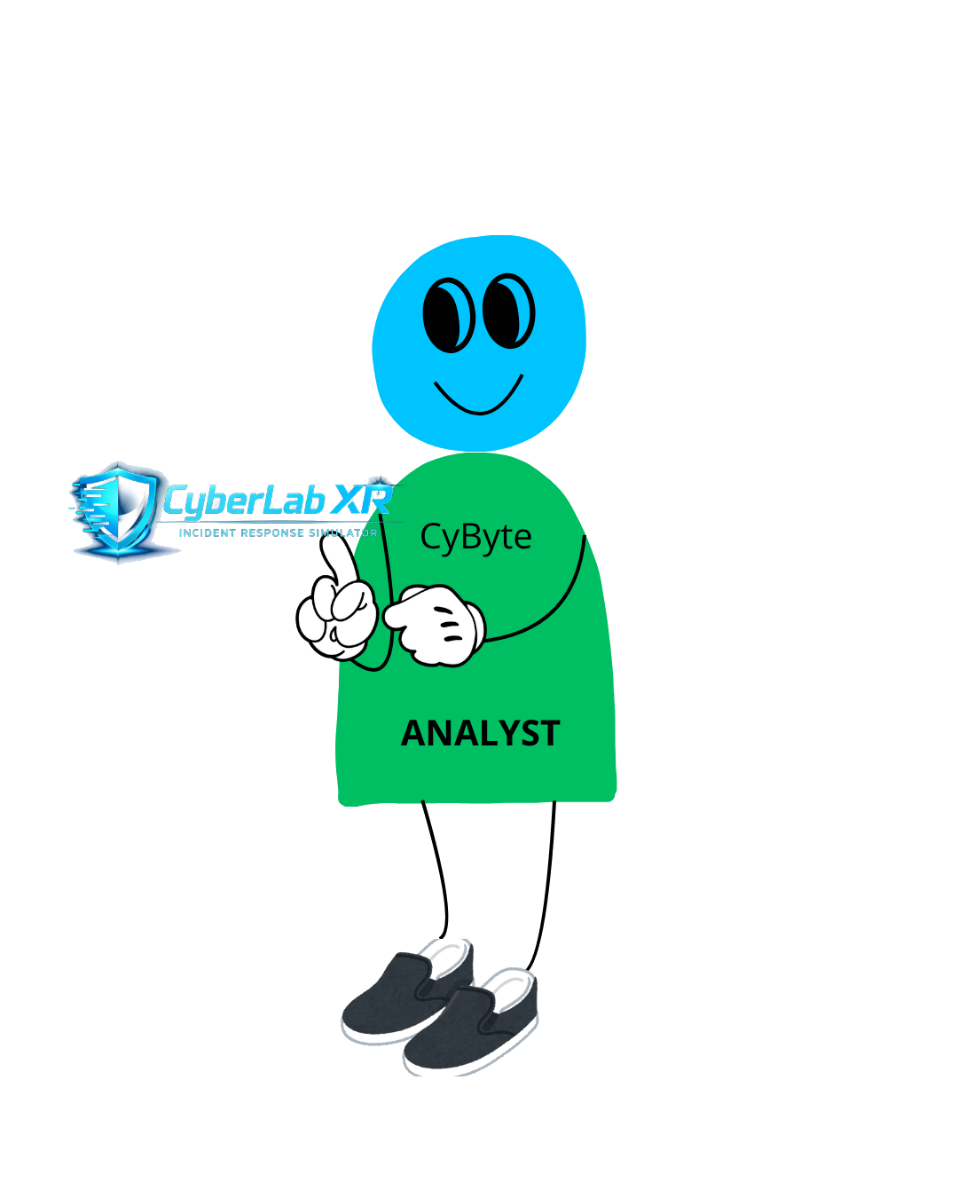 CyberLab XR
INCIDENT RESPONSE SIMULATOR
CyByte
ANALYST